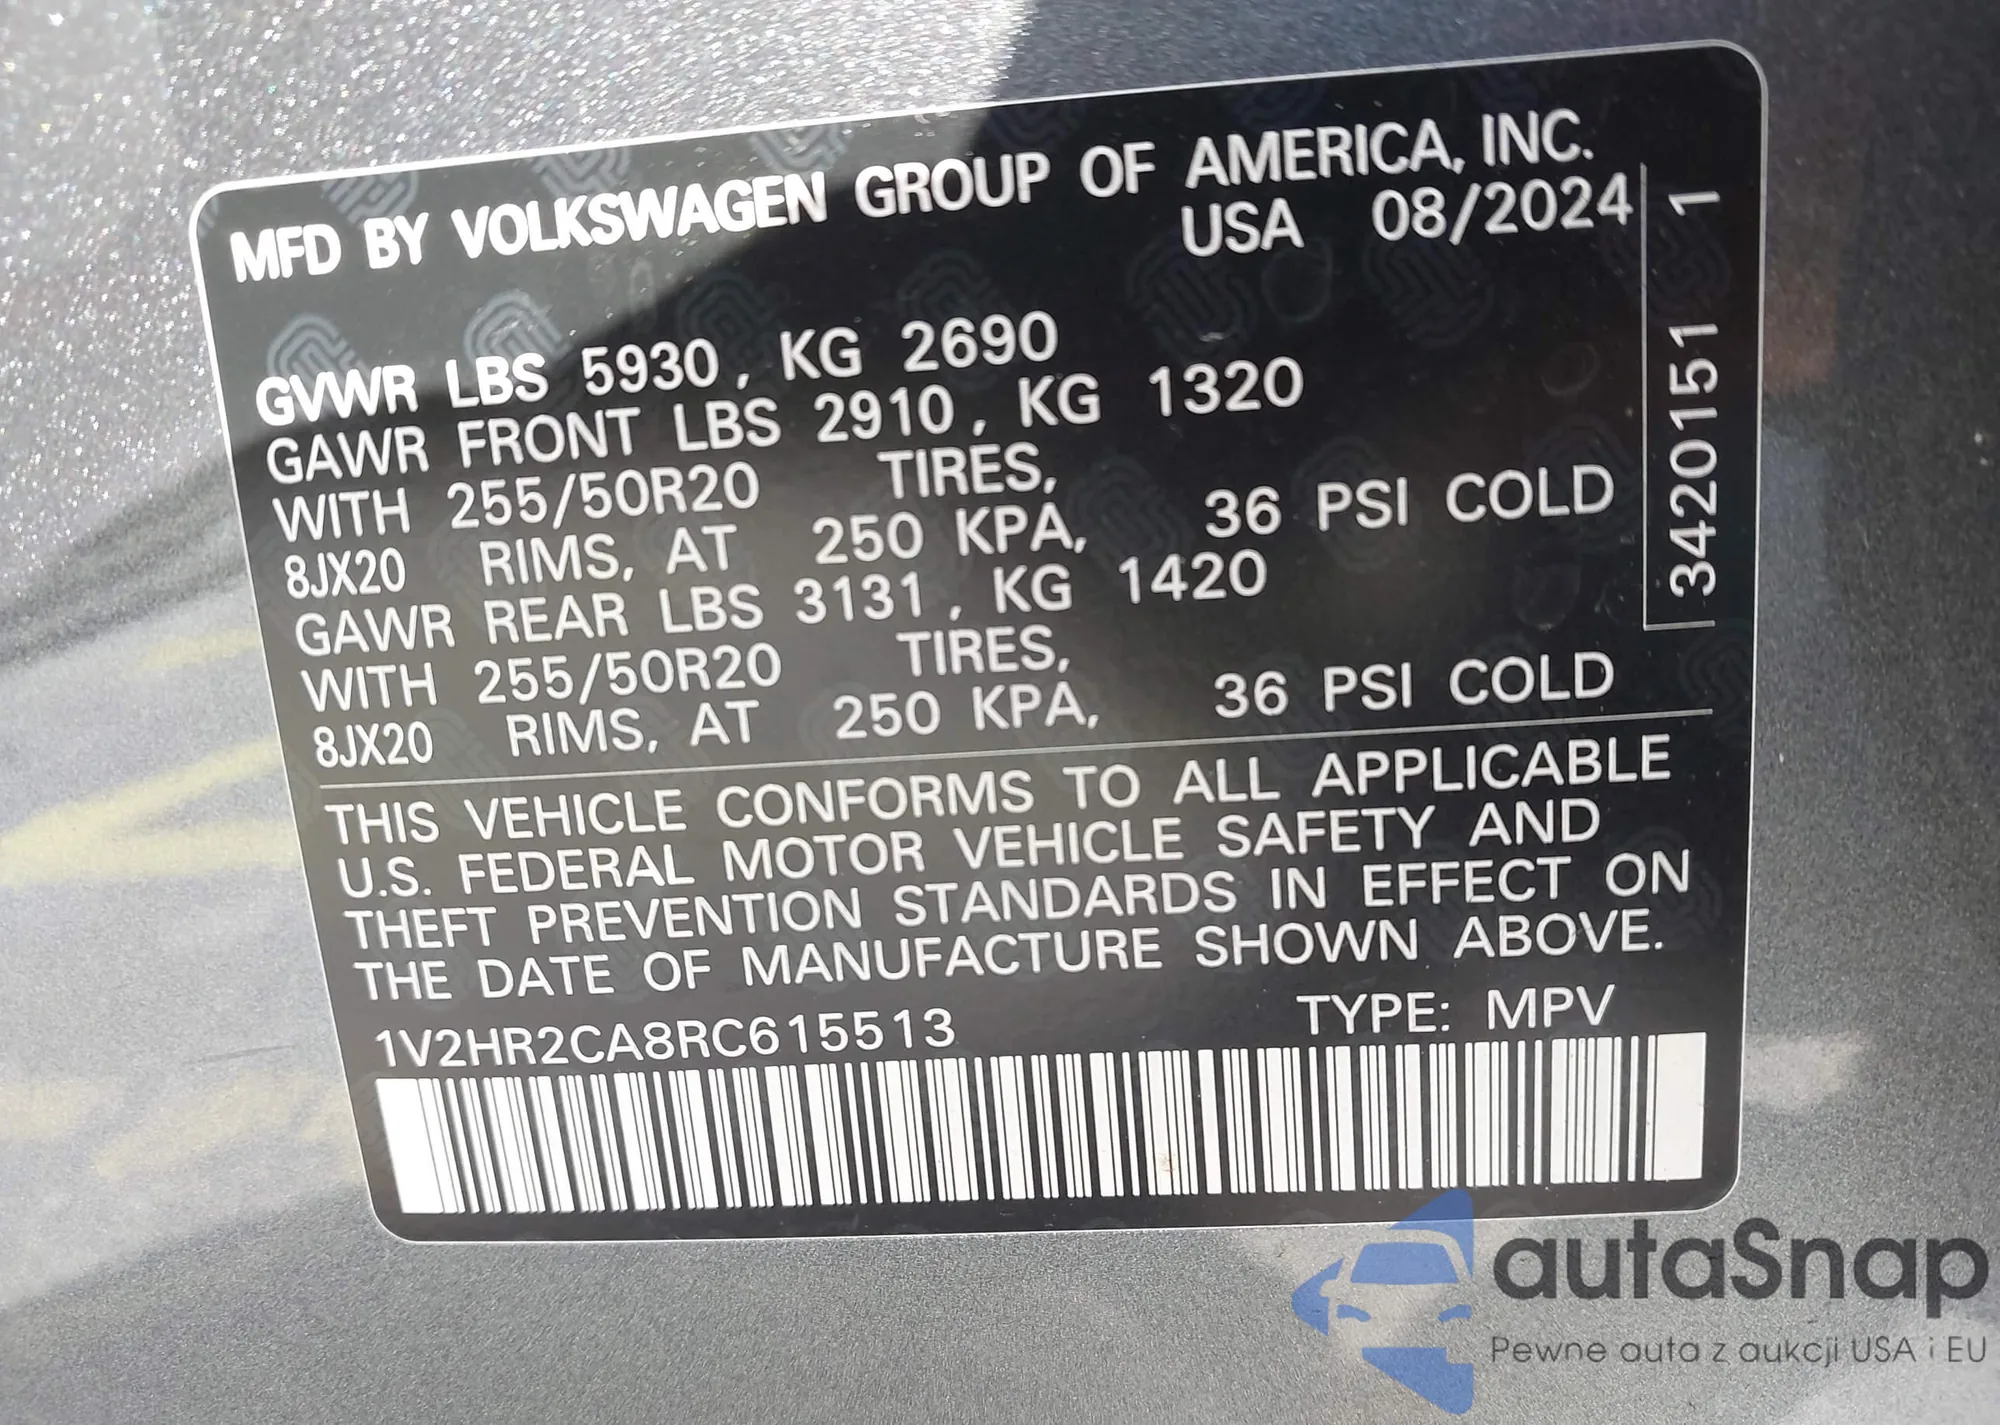 MFD BY VOLKSWAGEN GROUP OF AMERICA, INC.
USA 08/2024
GVWR LBS 5930, KG 2690
GAWR FRONT LBS 2910, KG 1320
WITH 255/50R20 TIRES,
8JX20 RIMS, AT 250 KPA, 36 PSI COLD
GAWR REAR LBS 3131, KG 1420
WITH 255/50R20 TIRES,
8JX20 RIMS, AT 250 KPA, 36 PSI COLD
3420151 1
THIS VEHICLE CONFORMS TO ALL APPLICABLE
U.S. FEDERAL MOTOR VEHICLE SAFETY AND
THEFT PREVENTION STANDARDS IN EFFECT ON
THE DATE OF MANUFACTURE SHOWN ABOVE.
1V2HR2CA8RC615513 TYPE: MPV
autaSnap
Pewne auta z aukcji USA i EU